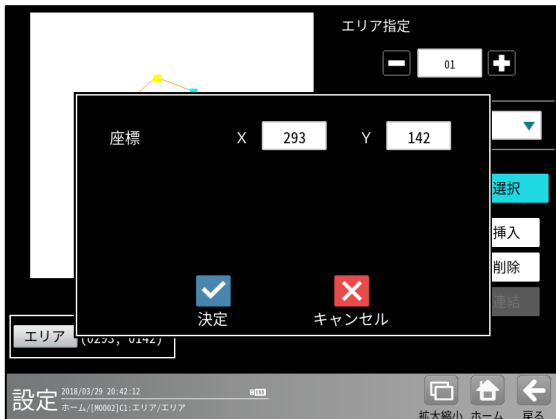 エリア指定
01
座標 X 293 Y 142
選択
挿入
削除
連結
決定 キャンセル
エリア (0293, 0142)
設定 2018/03/29 20:42:12
ホーム/[M0002]C1:エリア/エリア
拡大縮小 ホーム 戻る